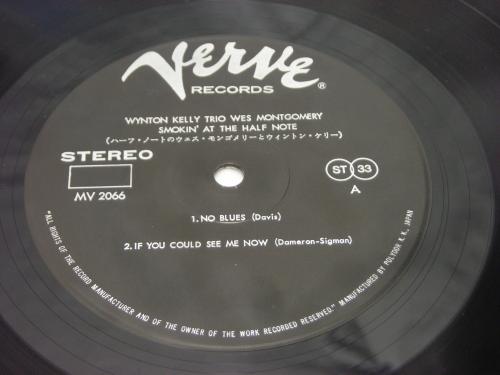 Verve ®
RECORDS
WYNTON KELLY TRIO WES MONTGOMERY
SMOKIN' AT THE HALF NOTE
(ハーフ・ノートのウエス・モンゴメリーとウィントン・ケリー)
STEREO
MV 2066
ST 33
A
1. NO BLUES (Davis)
2. IF YOU COULD SEE ME NOW (Dameron-Sigman)
"ALL RIGHTS OF THE RECORD MANUFACTURER AND OF THE OWNER OF THE WORK RECORDED RESERVED." MANUFACTURED BY POLYDOR K. K., JAPAN